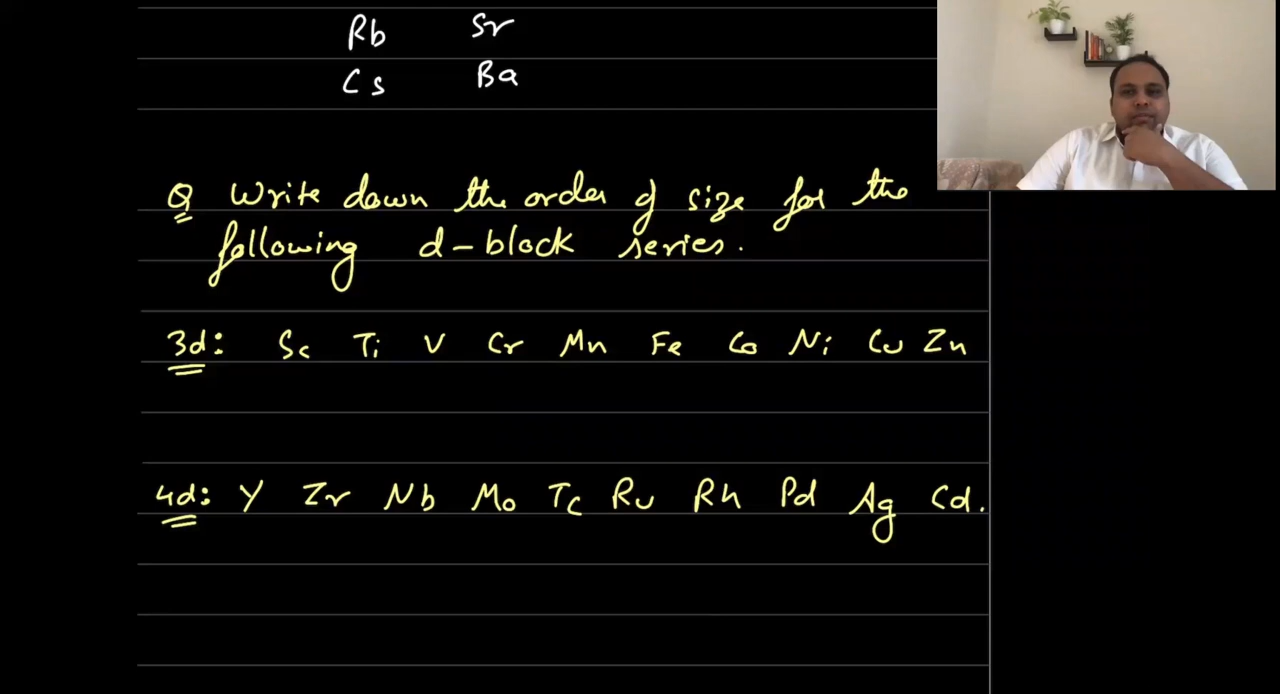 Rb Sr
Cs Ba
Q Write down the order of size for the
following d-block series.
3d: Sc Ti V Cr Mn Fe Co Ni Cu Zn
4d: Y Zr Nb Mo Tc Ru Rh Pd Ag Cd.